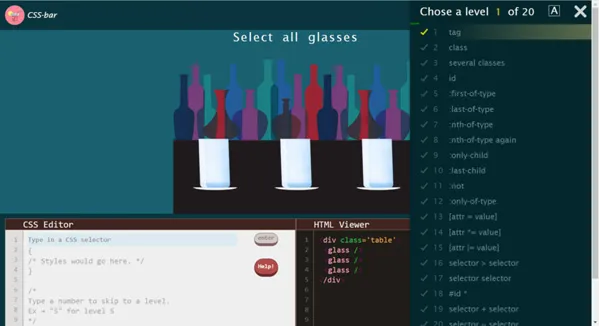 CSS-bar
Chose a level 1 of 20 A
Select all glasses
1 tag
2 class
3 several classes
4 id
5 :first-of-type
6 :last-of-type
7 :nth-of-type
8 :nth-of-type again
9 :only-child
10 :last-child
11 :not
12 :only-of-type
13 [attr = value]
14 [attr ^= value]
15 [attr |= value]
16 selector > selector
17 selector selector
18 #id *
19 selector + selector
20 selector ~ selector
CSS Editor
1 Type in a CSS selector
enter
2 {
3 /* Styles would go here. */
4 }
Help!
5
6 /*
7 Type a number to skip to a level.
8 Ex → "5" for level 5
9 */
HTML Viewer
1 div class='table'
2 glass /
3 glass /
4 glass /
5 /div